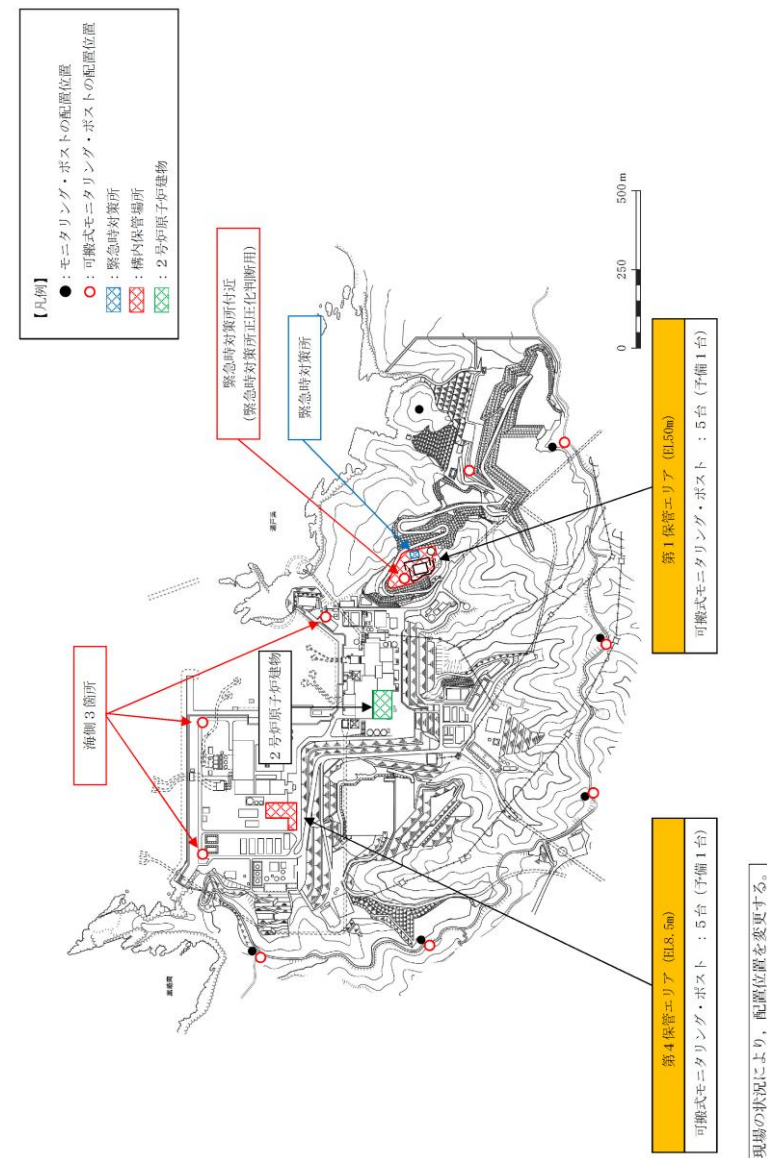 【凡例】
●：モニタリング・ポストの配置位置
○：可搬式モニタリング・ポストの配置位置
：緊急時対策所
：構内保管場所
：２号炉原子炉建物
海側３箇所
緊急時対策所付近
（緊急時対策所正圧化判断用）
緊急時対策所
２号炉原子炉建物
0 250 500m
第４保管エリア（EL8.5m）
可搬式モニタリング・ポスト ：５台（予備１台）
第１保管エリア（EL50m）
可搬式モニタリング・ポスト ：５台（予備１台）
現場の状況により，配置位置を変更する。